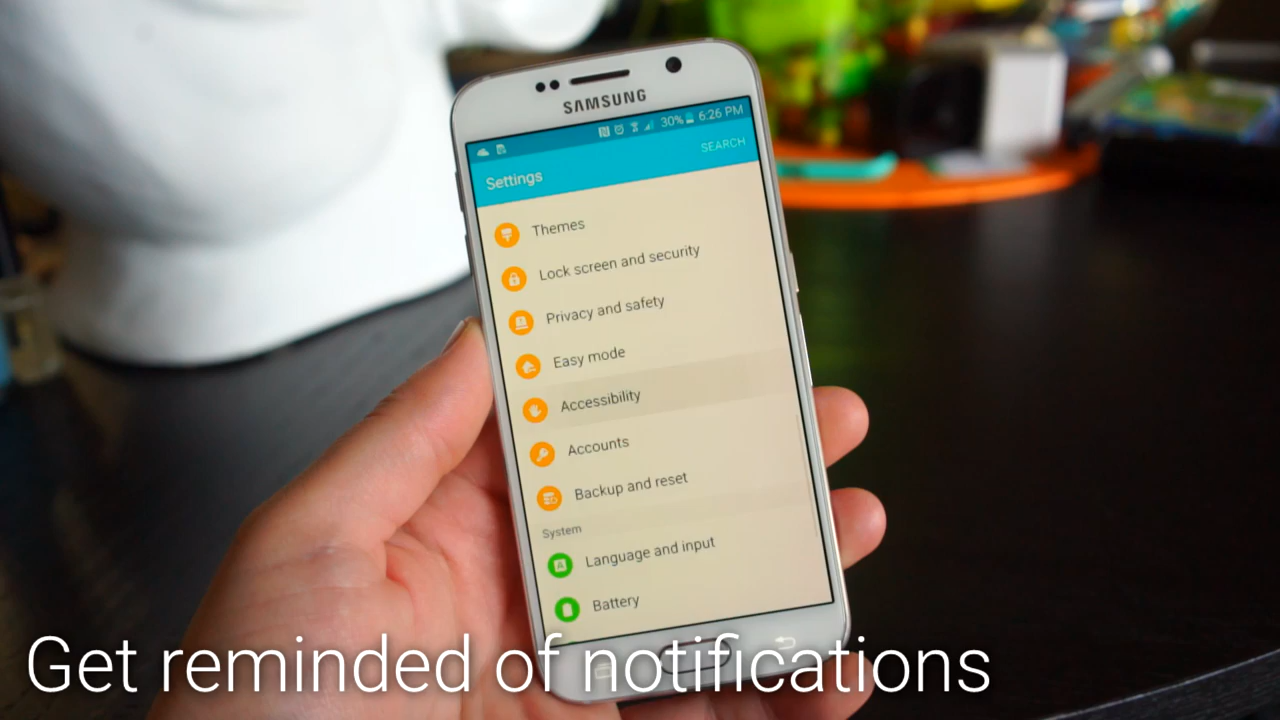 SAMSUNG
30% 6:26 PM
SEARCH
Settings
Themes
Lock screen and security
Privacy and safety
Easy mode
Accessibility
Accounts
Backup and reset
System
Language and input
Battery
Get reminded of notifications